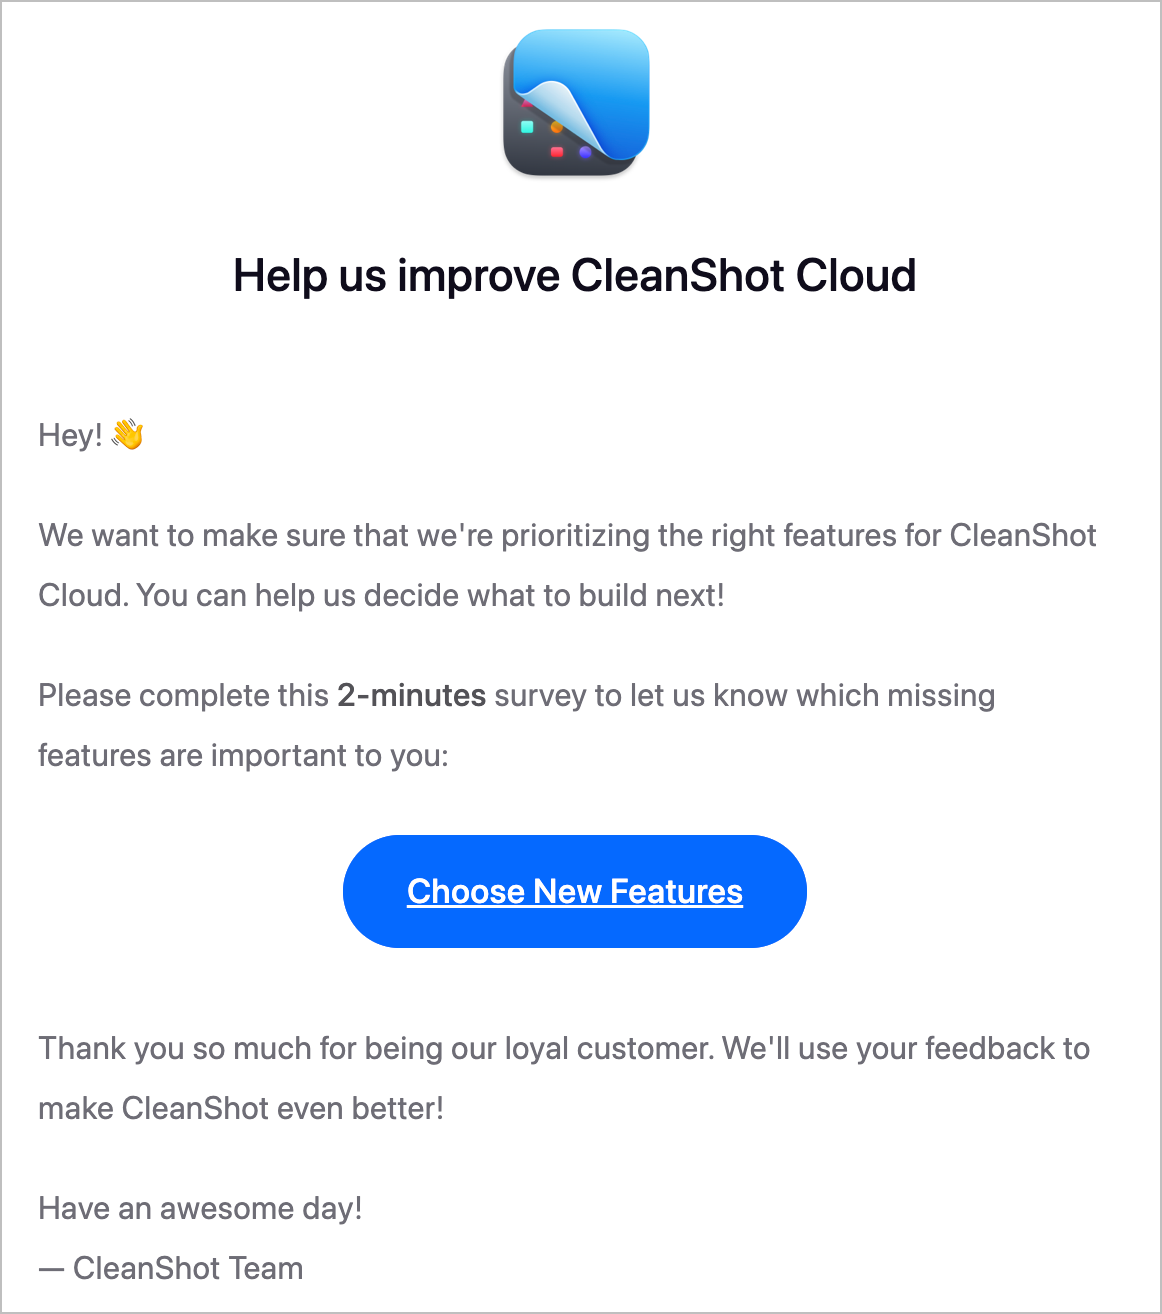 Help us improve CleanShot Cloud
Hey! 👋
We want to make sure that we're prioritizing the right features for CleanShot
Cloud. You can help us decide what to build next!
Please complete this 2-minutes survey to let us know which missing
features are important to you:
Choose New Features
Thank you so much for being our loyal customer. We'll use your feedback to
make CleanShot even better!
Have an awesome day!
— CleanShot Team